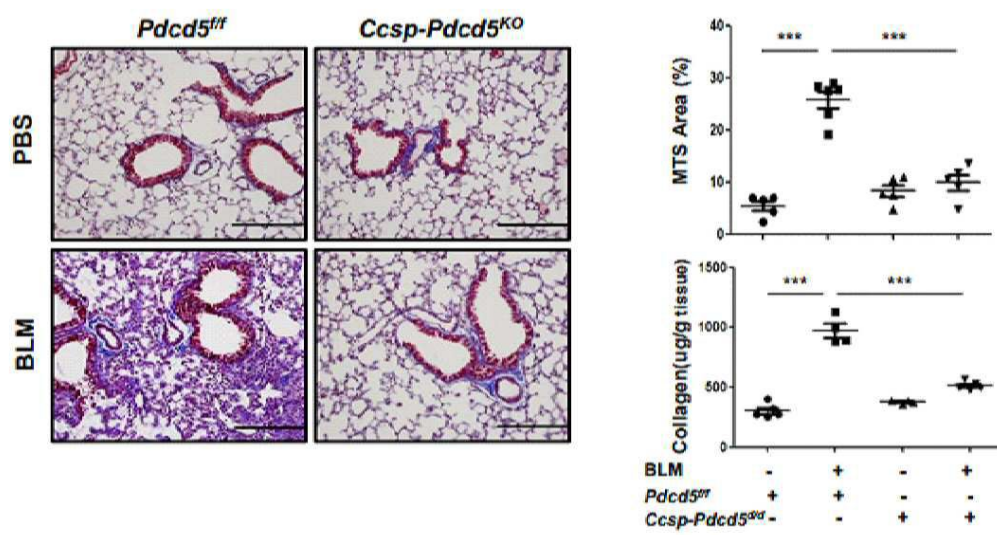 Pdcd5f/f Ccsp-Pdcd5KO
PBS
BLM
MTS Area (%)
40
30
20
10
0
*** ***
Collagen(ug/g tissue)
1500
1000
500
0
*** ***
BLM - + - +
Pdcd5f/f + + - -
Ccsp-Pdcd5d/d - - + +